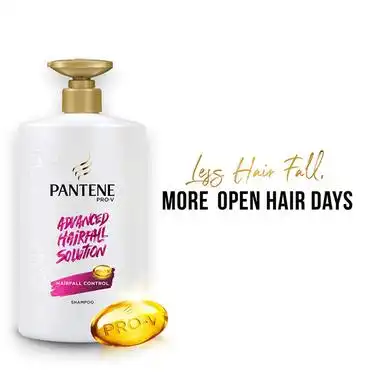 PANTENE
PRO-V
ADVANCED
HAIRFALL
SOLUTION
HAIRFALL CONTROL
SHAMPOO
PRO-V
Less Hair Fall,
MORE OPEN HAIR DAYS